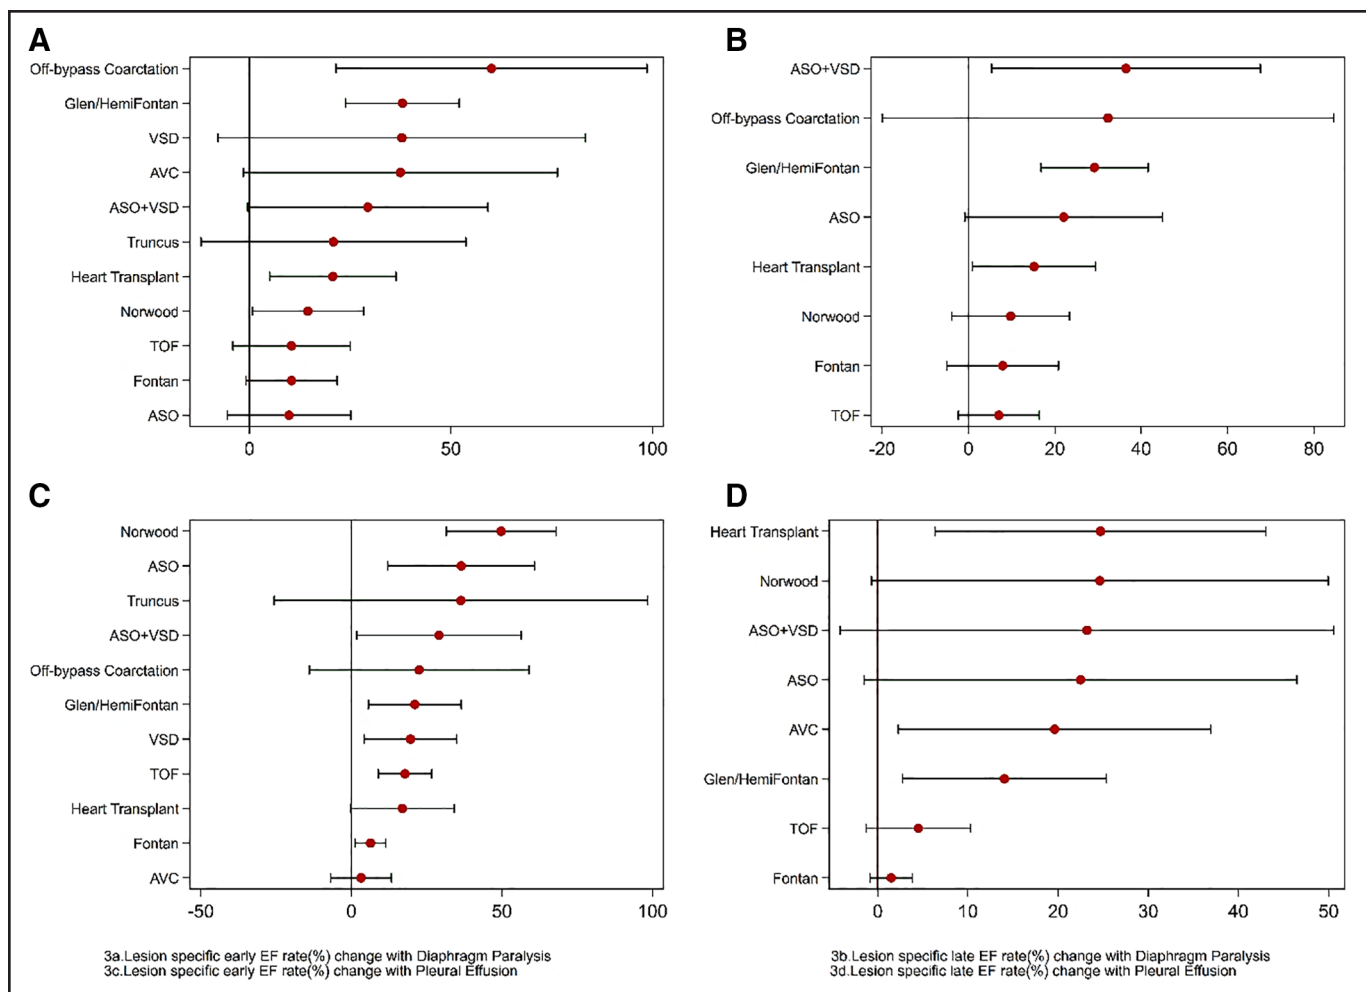 A
Off-bypass Coarctation
Glen/HemiFontan
VSD
AVC
ASO+VSD
Truncus
Heart Transplant
Norwood
TOF
Fontan
ASO
0 50 100
B
ASO+VSD
Off-bypass Coarctation
Glen/HemiFontan
ASO
Heart Transplant
Norwood
Fontan
TOF
-20 0 20 40 60 80
C
Norwood
ASO
Truncus
ASO+VSD
Off-bypass Coarctation
Glen/HemiFontan
VSD
TOF
Heart Transplant
Fontan
AVC
-50 0 50 100
D
Heart Transplant
Norwood
ASO+VSD
ASO
AVC
Glen/HemiFontan
TOF
Fontan
0 10 20 30 40 50
3a.Lesion specific early EF rate(%) change with Diaphragm Paralysis
3c.Lesion specific early EF rate(%) change with Pleural Effusion
3b.Lesion specific late EF rate(%) change with Diaphragm Paralysis
3d.Lesion specific late EF rate(%) change with Pleural Effusion